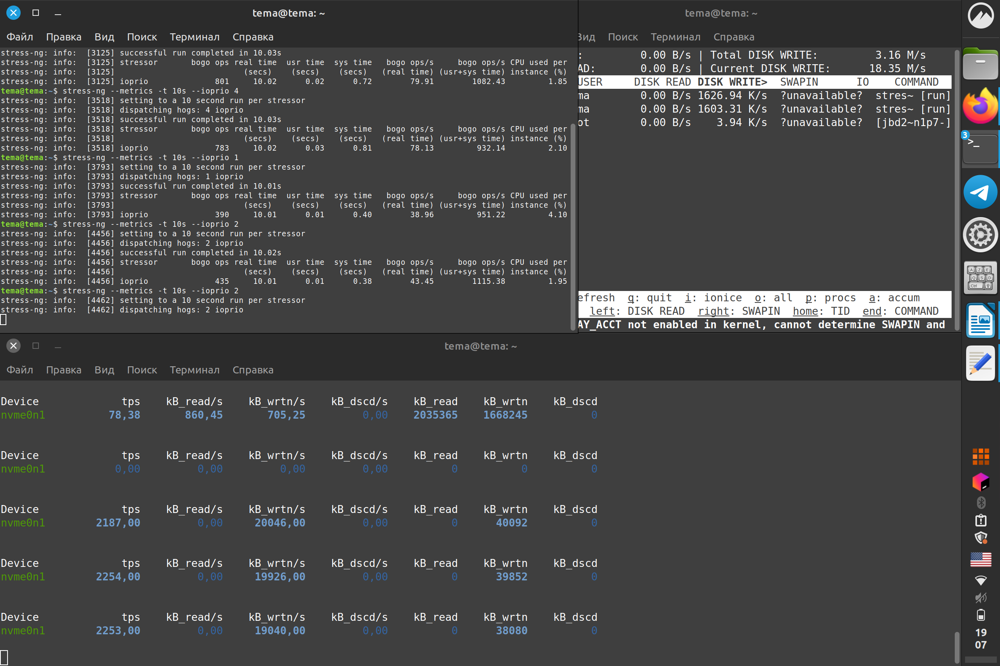 tema@tema: ~
Файл Правка Вид Поиск Терминал Справка
stress-ng: info:  [3125] successful run completed in 10.03s
stress-ng: info:  [3125] stressor       bogo ops real time  usr time  sys time   bogo ops/s     bogo ops/s CPU used per
stress-ng: info:  [3125]                           (secs)    (secs)    (secs)   (real time) (usr+sys time) instance (%)
stress-ng: info:  [3125] ioprio              801     10.02      0.02      0.72        79.91        1082.43         1.85
tema@tema:~$ stress-ng --metrics -t 10s --ioprio 4
stress-ng: info:  [3518] setting to a 10 second run per stressor
stress-ng: info:  [3518] dispatching hogs: 4 ioprio
stress-ng: info:  [3518] successful run completed in 10.03s
stress-ng: info:  [3518] stressor       bogo ops real time  usr time  sys time   bogo ops/s     bogo ops/s CPU used per
stress-ng: info:  [3518]                           (secs)    (secs)    (secs)   (real time) (usr+sys time) instance (%)
stress-ng: info:  [3518] ioprio              783     10.02      0.03      0.81        78.13         932.14         2.10
tema@tema:~$ stress-ng --metrics -t 10s --ioprio 1
stress-ng: info:  [3793] setting to a 10 second run per stressor
stress-ng: info:  [3793] dispatching hogs: 1 ioprio
stress-ng: info:  [3793] successful run completed in 10.01s
stress-ng: info:  [3793] stressor       bogo ops real time  usr time  sys time   bogo ops/s     bogo ops/s CPU used per
stress-ng: info:  [3793]                           (secs)    (secs)    (secs)   (real time) (usr+sys time) instance (%)
stress-ng: info:  [3793] ioprio              390     10.01      0.01      0.40        38.96         951.22         4.10
tema@tema:~$ stress-ng --metrics -t 10s --ioprio 2
stress-ng: info:  [4456] setting to a 10 second run per stressor
stress-ng: info:  [4456] dispatching hogs: 2 ioprio
stress-ng: info:  [4456] successful run completed in 10.02s
stress-ng: info:  [4456] stressor       bogo ops real time  usr time  sys time   bogo ops/s     bogo ops/s CPU used per
stress-ng: info:  [4456]                           (secs)    (secs)    (secs)   (real time) (usr+sys time) instance (%)
stress-ng: info:  [4456] ioprio              435     10.01      0.01      0.38        43.45        1115.38         1.95
tema@tema:~$ stress-ng --metrics -t 10s --ioprio 2
stress-ng: info:  [4462] setting to a 10 second run per stressor
stress-ng: info:  [4462] dispatching hogs: 2 ioprio
tema@tema: ~
Вид Поиск Терминал Справка
:         0.00 B/s | Total DISK WRITE:         3.16 M/s
AD:       0.00 B/s | Current DISK WRITE:      18.35 M/s
USER     DISK READ DISK WRITE>  SWAPIN      IO    COMMAND
ma        0.00 B/s 1626.94 K/s  ?unavailable?  stres~ [run]
ma        0.00 B/s 1603.31 K/s  ?unavailable?  stres~ [run]
ot        0.00 B/s    3.94 K/s  ?unavailable?  [jbd2~n1p7-]
efresh  q: quit  i: ionice  o: all  p: procs  a: accum
left: DISK READ  right: SWAPIN  home: TID  end: COMMAND
AY_ACCT not enabled in kernel, cannot determine SWAPIN and
tema@tema: ~
Файл Правка Вид Поиск Терминал Справка
Device             tps    kB_read/s    kB_wrtn/s    kB_dscd/s    kB_read    kB_wrtn    kB_dscd
nvme0n1          78,38       860,45       705,25         0,00    2035365    1668245          0
Device             tps    kB_read/s    kB_wrtn/s    kB_dscd/s    kB_read    kB_wrtn    kB_dscd
nvme0n1           0,00         0,00         0,00         0,00          0          0          0
Device             tps    kB_read/s    kB_wrtn/s    kB_dscd/s    kB_read    kB_wrtn    kB_dscd
nvme0n1        2187,00         0,00     20046,00         0,00          0      40092          0
Device             tps    kB_read/s    kB_wrtn/s    kB_dscd/s    kB_read    kB_wrtn    kB_dscd
nvme0n1        2254,00         0,00     19926,00         0,00          0      39852          0
Device             tps    kB_read/s    kB_wrtn/s    kB_dscd/s    kB_read    kB_wrtn    kB_dscd
nvme0n1        2253,00         0,00     19040,00         0,00          0      38080          0
3
>_
A Z E
Q S D
Ctrl
19
07